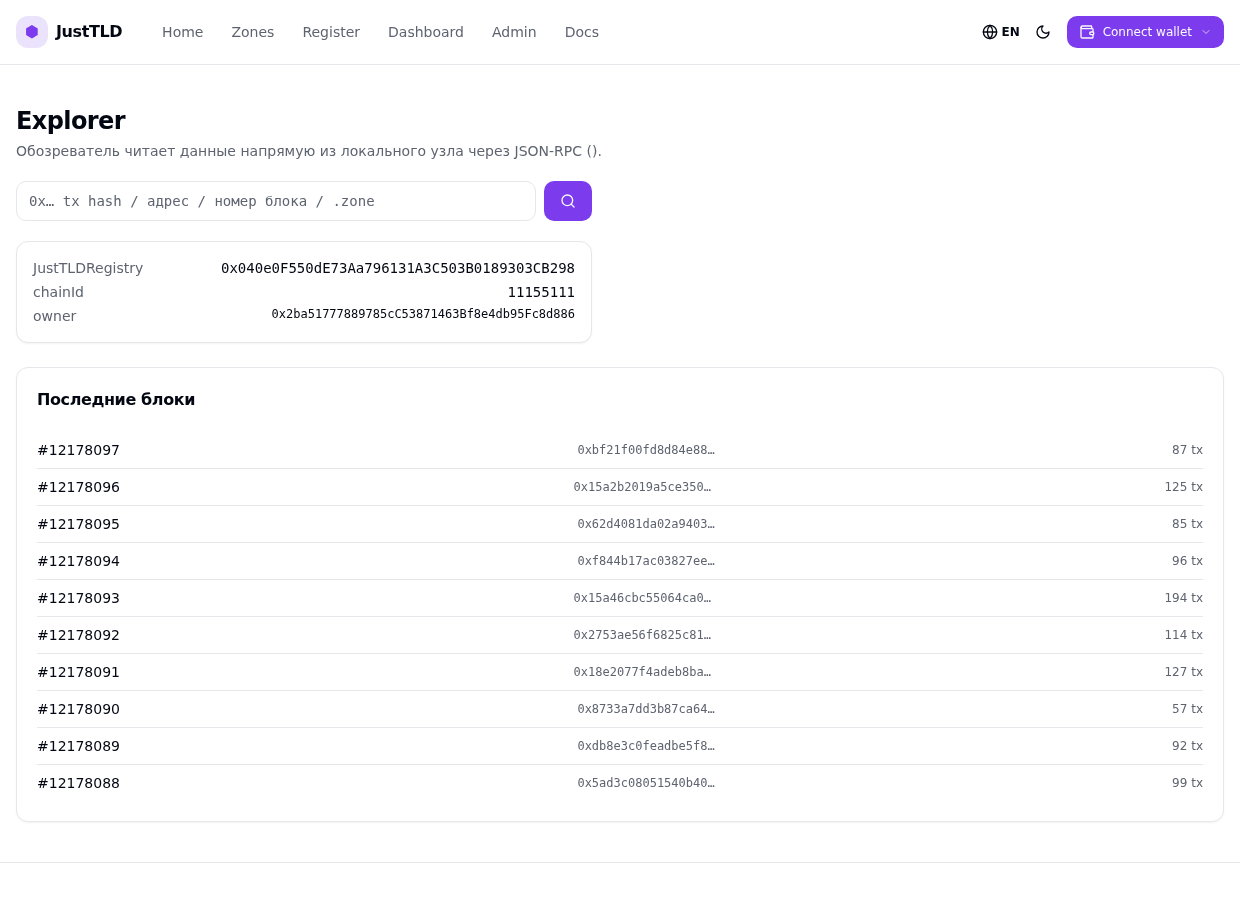 JustTLD Home Zones Register Dashboard Admin Docs EN Connect wallet
Explorer
Обозреватель читает данные напрямую из локального узла через JSON-RPC ().
0x… tx hash / адрес / номер блока / .zone
JustTLDRegistry 0x040e0F550dE73Aa796131A3C503B0189303CB298
chainId 11155111
owner 0x2ba51777889785cC53871463Bf8e4db95Fc8d886
Последние блоки
#12178097 0xbf21f00fd8d84e88… 87 tx
#12178096 0x15a2b2019a5ce350… 125 tx
#12178095 0x62d4081da02a9403… 85 tx
#12178094 0xf844b17ac03827ee… 96 tx
#12178093 0x15a46cbc55064ca0… 194 tx
#12178092 0x2753ae56f6825c81… 114 tx
#12178091 0x18e2077f4adeb8ba… 127 tx
#12178090 0x8733a7dd3b87ca64… 57 tx
#12178089 0xdb8e3c0feadbe5f8… 92 tx
#12178088 0x5ad3c08051540b40… 99 tx